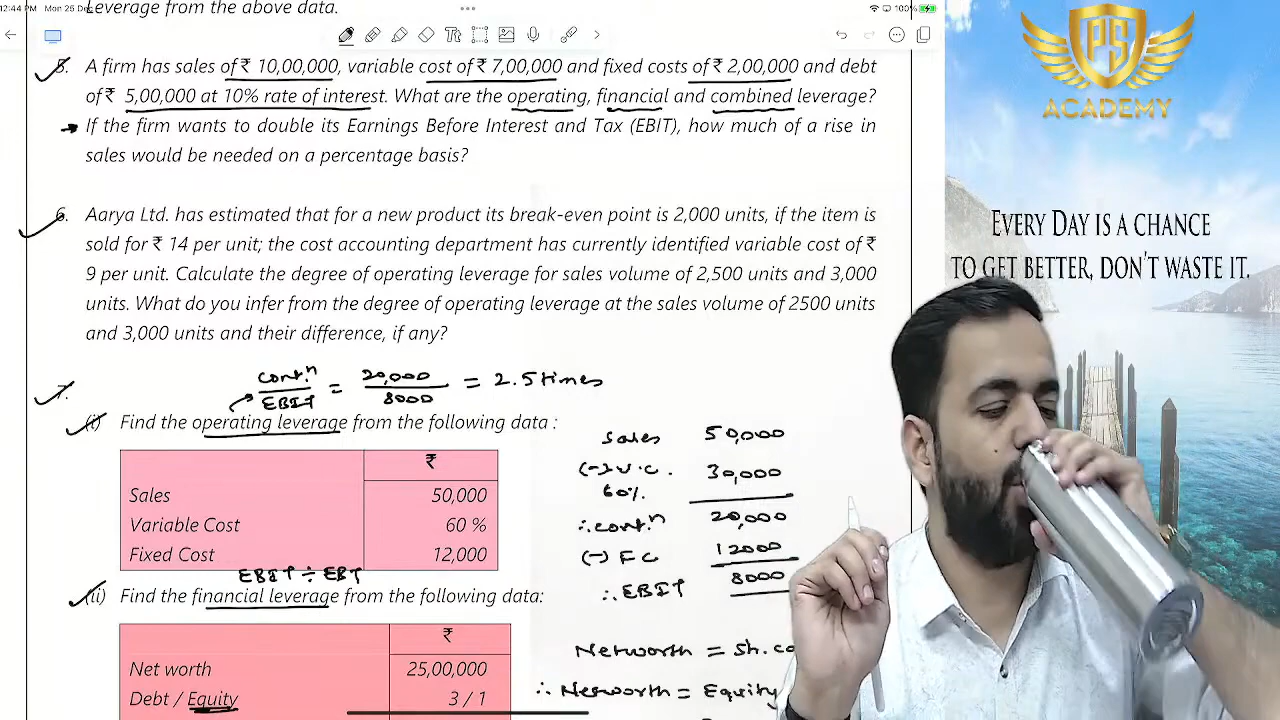 Leverage from the above data.
12:44 PM Mon 25 De
100%
5. A firm has sales of ₹ 10,00,000, variable cost of ₹ 7,00,000 and fixed costs of ₹ 2,00,000 and debt
of ₹ 5,00,000 at 10% rate of interest. What are the operating, financial and combined leverage?
If the firm wants to double its Earnings Before Interest and Tax (EBIT), how much of a rise in
sales would be needed on a percentage basis?
6. Aarya Ltd. has estimated that for a new product its break-even point is 2,000 units, if the item is
sold for ₹ 14 per unit; the cost accounting department has currently identified variable cost of ₹
9 per unit. Calculate the degree of operating leverage for sales volume of 2,500 units and 3,000
units. What do you infer from the degree of operating leverage at the sales volume of 2500 units
and 3,000 units and their difference, if any?
7.
contn / EBIT = 20,000 / 8000 = 2.5 times
(i) Find the operating leverage from the following data :
₹
Sales 50,000
Variable Cost 60 %
Fixed Cost 12,000
Sales 50,000
(-) V.C. 30,000
60%
∴ contn 20,000
(-) FC 12000
∴ EBIT 8000
EBIT ÷ EBT
(ii) Find the financial leverage from the following data:
₹
Net worth 25,00,000
Debt / Equity 3 / 1
Networth = Sh.
∴ Networth = Equity
PS
ACADEMY
EVERY DAY IS A CHANCE
TO GET BETTER, DON'T WASTE IT.